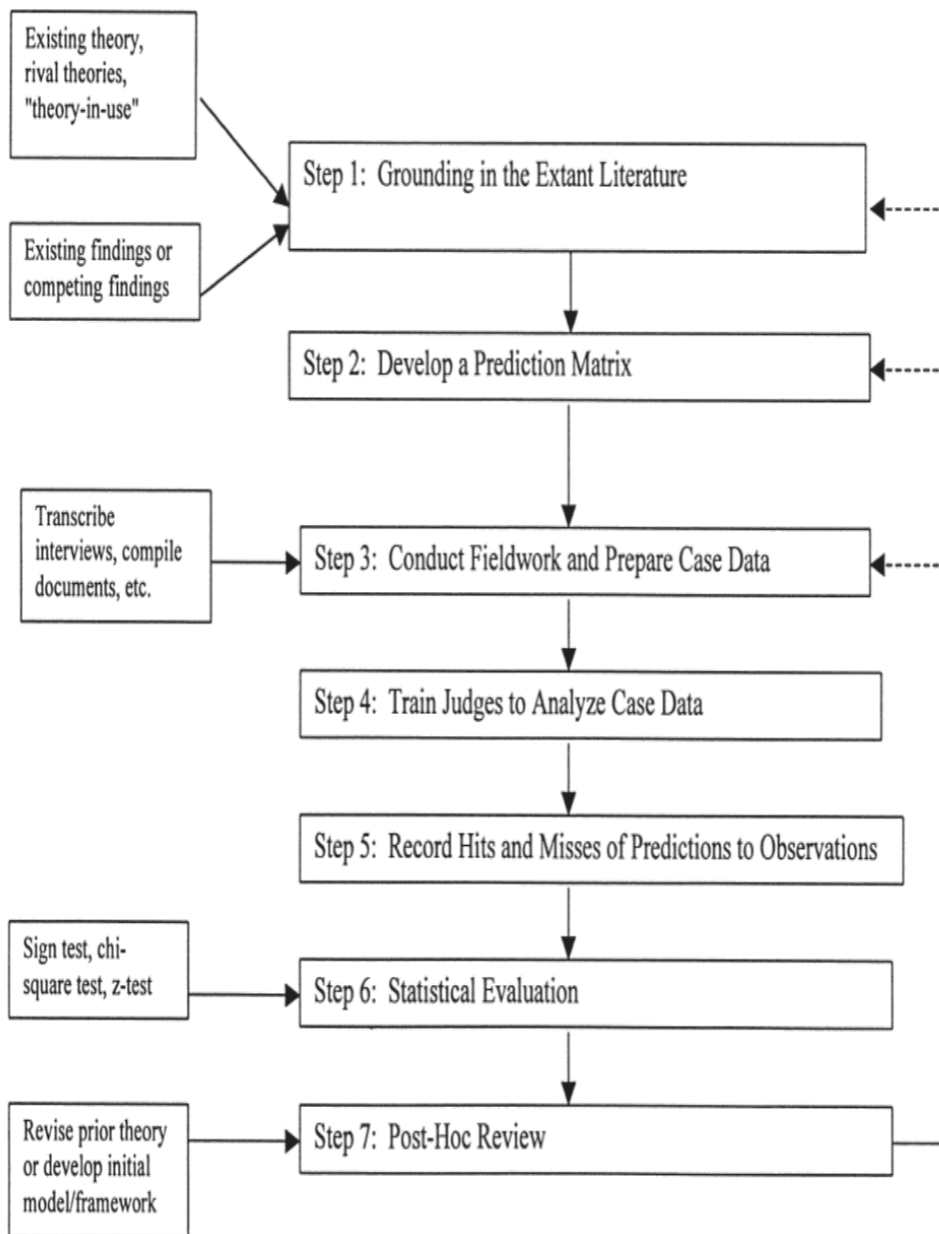 Existing theory,
rival theories,
"theory-in-use"
Step 1: Grounding in the Extant Literature
Existing findings or
competing findings
Step 2: Develop a Prediction Matrix
Transcribe
interviews, compile
documents, etc.
Step 3: Conduct Fieldwork and Prepare Case Data
Step 4: Train Judges to Analyze Case Data
Step 5: Record Hits and Misses of Predictions to Observations
Sign test, chi-
square test, z-test
Step 6: Statistical Evaluation
Revise prior theory
or develop initial
model/framework
Step 7: Post-Hoc Review